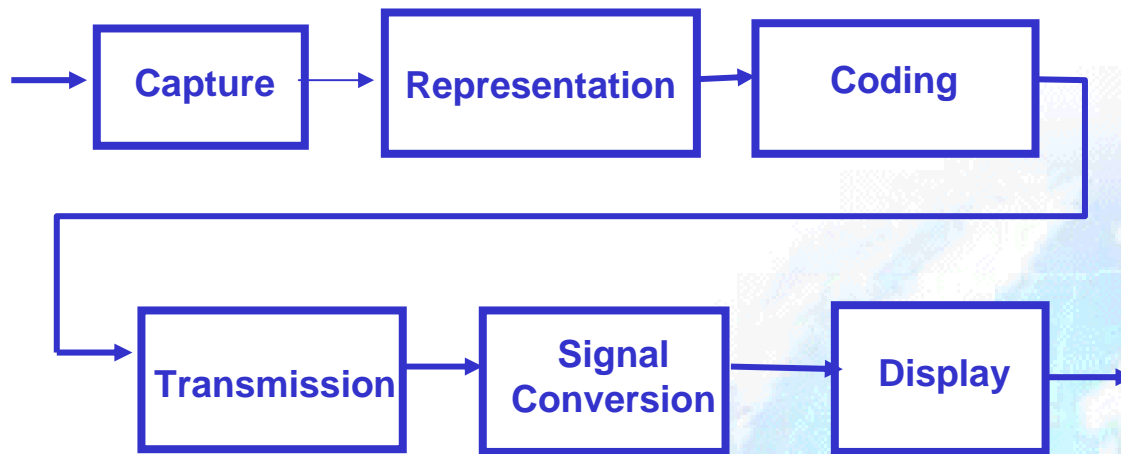 Capture
Representation
Coding
Transmission
Signal
Conversion
Display